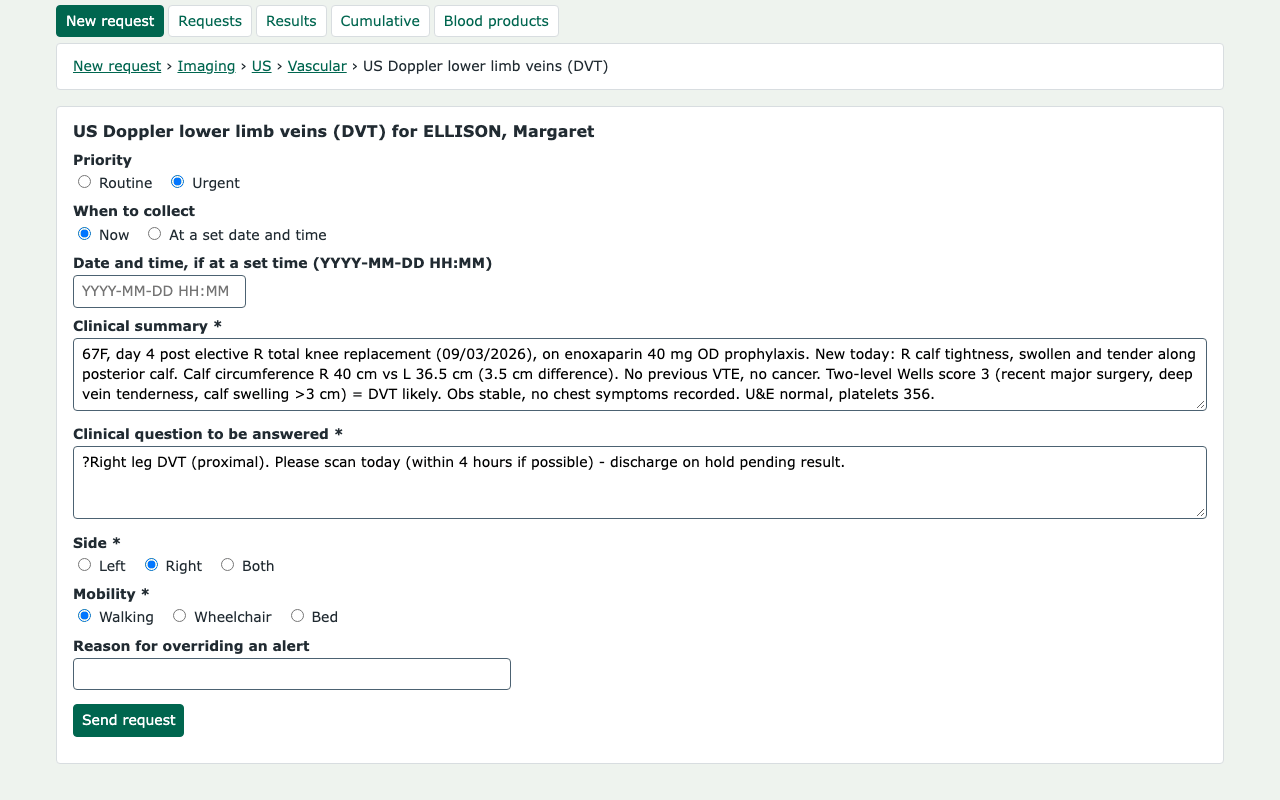 New request Requests Results Cumulative Blood products
New request › Imaging › US › Vascular › US Doppler lower limb veins (DVT)
US Doppler lower limb veins (DVT) for ELLISON, Margaret
Priority
Routine Urgent
When to collect
Now At a set date and time
Date and time, if at a set time (YYYY-MM-DD HH:MM)
YYYY-MM-DD HH:MM
Clinical summary *
67F, day 4 post elective R total knee replacement (09/03/2026), on enoxaparin 40 mg OD prophylaxis. New today: R calf tightness, swollen and tender along
posterior calf. Calf circumference R 40 cm vs L 36.5 cm (3.5 cm difference). No previous VTE, no cancer. Two-level Wells score 3 (recent major surgery, deep
vein tenderness, calf swelling >3 cm) = DVT likely. Obs stable, no chest symptoms recorded. U&E normal, platelets 356.
Clinical question to be answered *
?Right leg DVT (proximal). Please scan today (within 4 hours if possible) - discharge on hold pending result.
Side *
Left Right Both
Mobility *
Walking Wheelchair Bed
Reason for overriding an alert
Send request